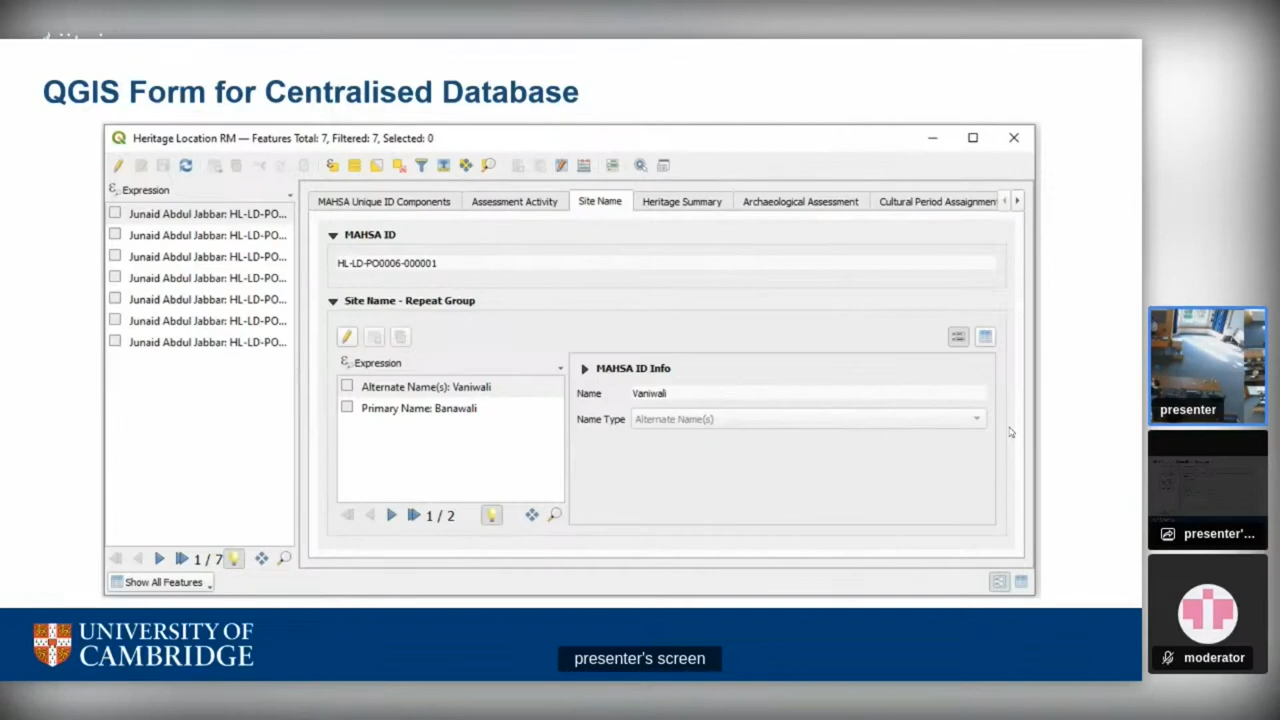 QGIS Form for Centralised Database
Heritage Location RM — Features Total: 7, Filtered: 7, Selected: 0
Expression
Junaid Abdul Jabbar: HL-LD-PO...
Junaid Abdul Jabbar: HL-LD-PO...
Junaid Abdul Jabbar: HL-LD-PO...
Junaid Abdul Jabbar: HL-LD-PO...
Junaid Abdul Jabbar: HL-LD-PO...
Junaid Abdul Jabbar: HL-LD-PO...
Junaid Abdul Jabbar: HL-LD-PO...
1 / 7
Show All Features
MAHSA Unique ID Components Assessment Activity Site Name Heritage Summary Archaeological Assessment Cultural Period Assaignmen
MAHSA ID
HL-LD-PO0006-000001
Site Name - Repeat Group
Expression
Alternate Name(s): Vaniwali
Primary Name: Banawali
1 / 2
MAHSA ID Info
Name Vaniwali
Name Type Alternate Name(s)
UNIVERSITY OF
CAMBRIDGE
presenter's screen
presenter
presenter'...
moderator